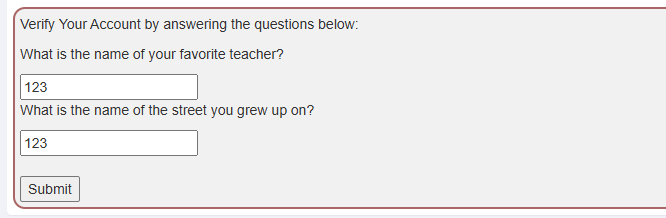 Verify Your Account by answering the questions below:
What is the name of your favorite teacher?
123
What is the name of the street you grew up on?
123
Submit